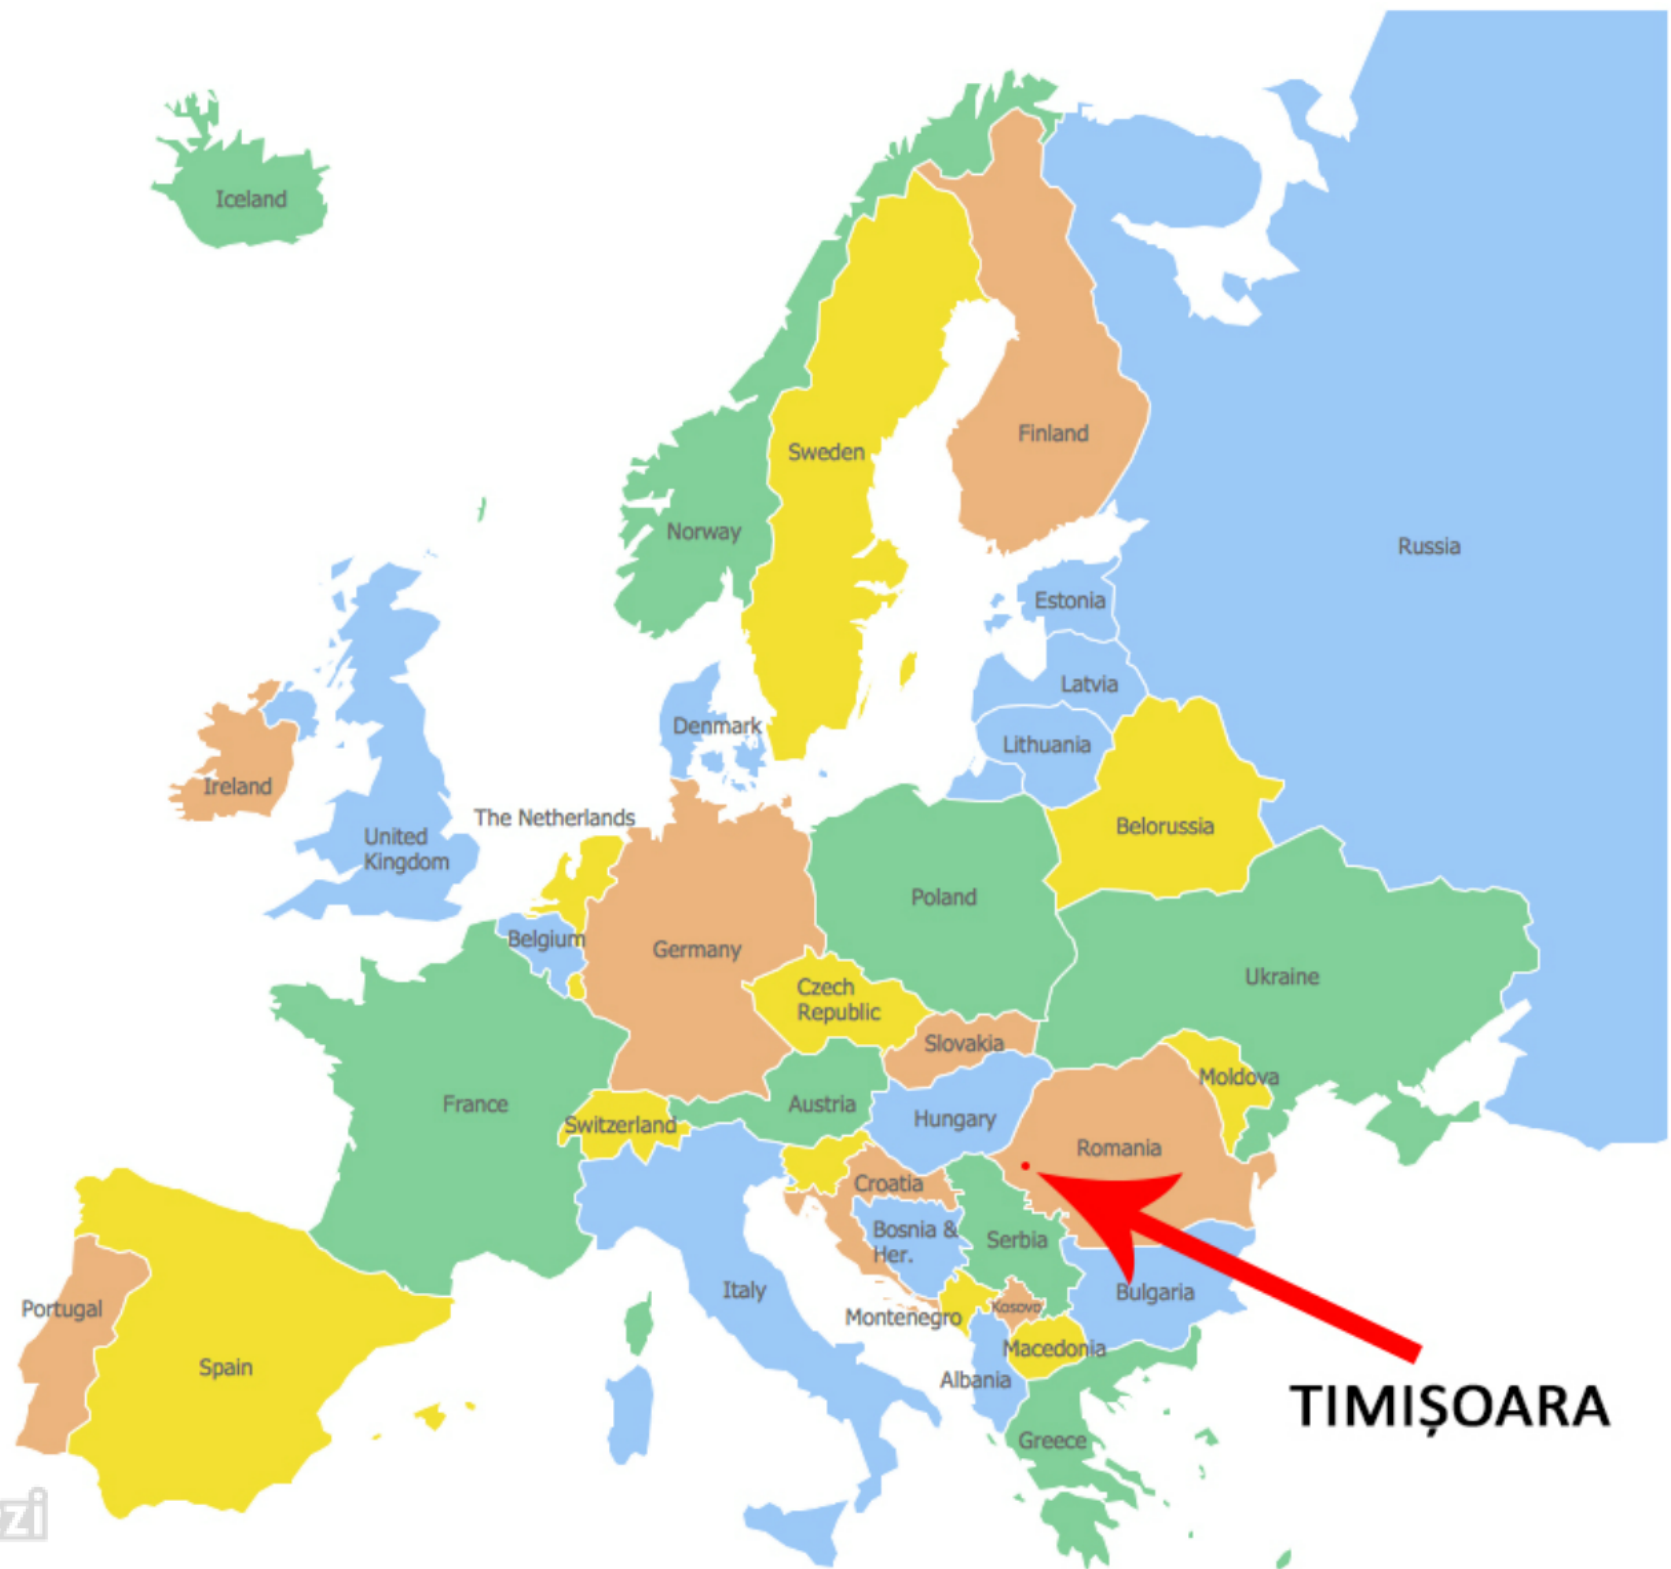 Iceland
Finland
Sweden
Norway
Russia
Estonia
Latvia
Denmark
Lithuania
Ireland
The Netherlands
United
Kingdom
Belorussia
Poland
Belgium
Germany
Ukraine
Czech
Republic
Slovakia
Moldova
France
Austria
Switzerland
Hungary
Romania
Croatia
Bosnia &
Her.
Serbia
Italy
Bulgaria
Portugal
Montenegro
Kosovo
Macedonia
Spain
Albania
TIMIȘOARA
Greece
zi